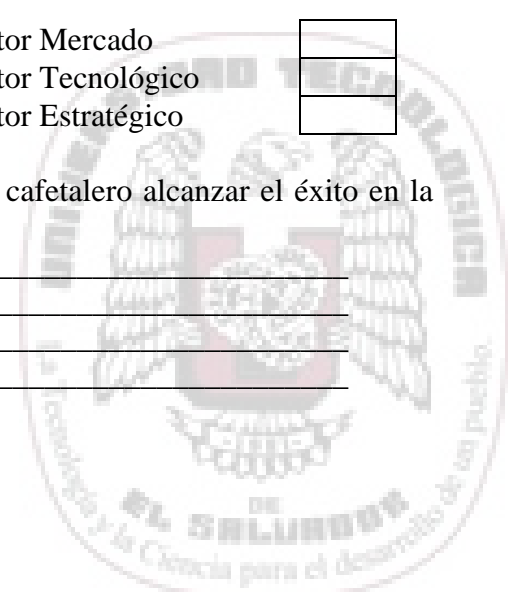 tor Mercado
tor Tecnológico
tor Estratégico
cafetalero alcanzar el éxito en la
UNIVERSIDAD TECNOLOGICA
DE
EL SALVADOR
La Tecnología y la Ciencia para el desarrollo de un pueblo.